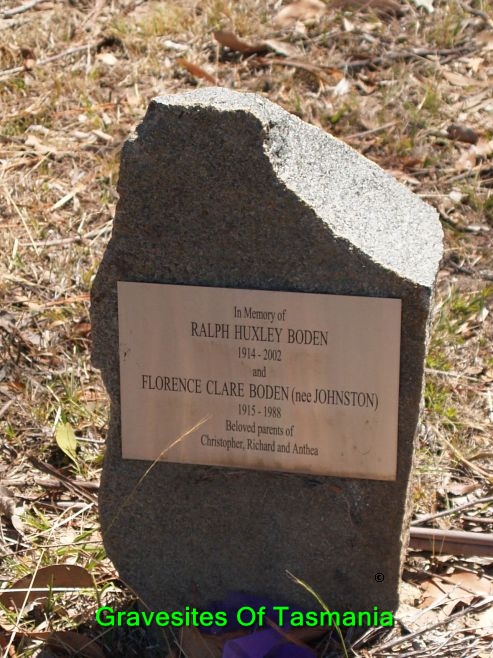 In Memory of
RALPH HUXLEY BODEN
1914 - 2002
and
FLORENCE CLARE BODEN (nee JOHNSTON)
1915 - 1988
Beloved parents of
Christopher, Richard and Anthea
©
Gravesites Of Tasmania